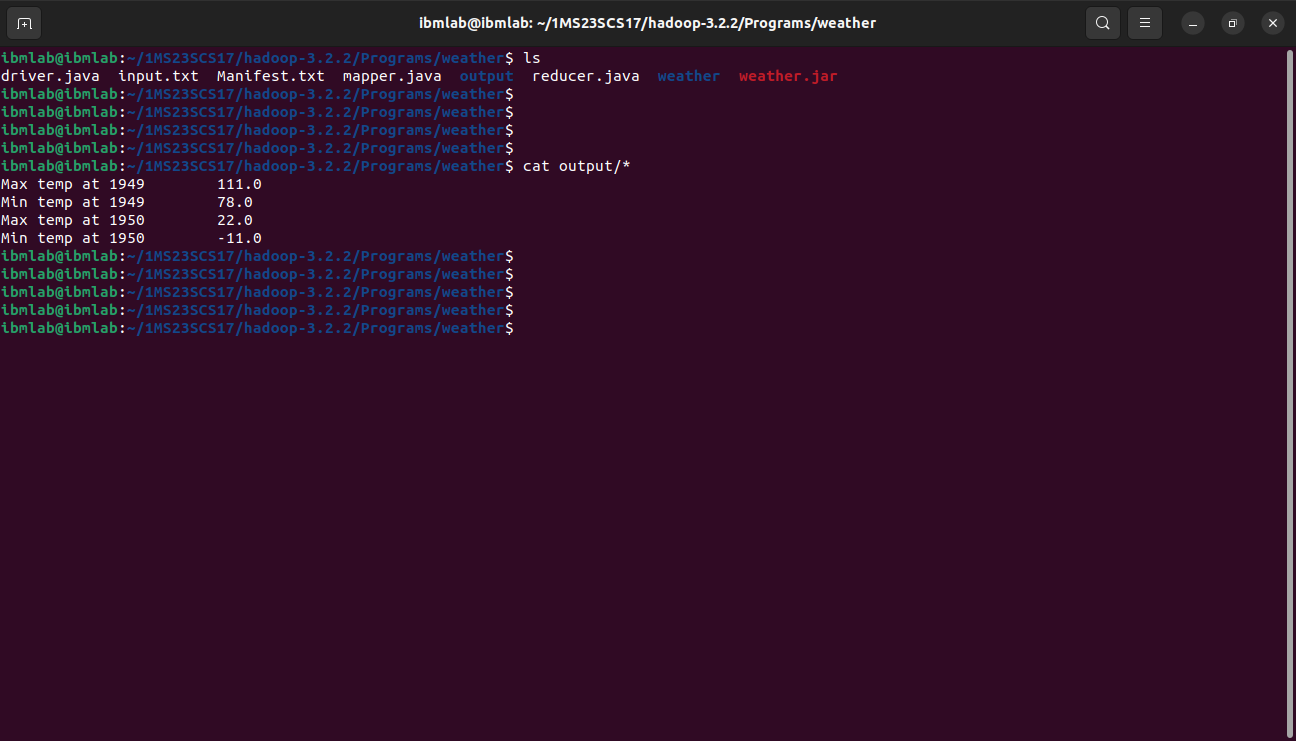 ibmlab@ibmlab: ~/1MS23SCS17/hadoop-3.2.2/Programs/weather
ibmlab@ibmlab:~/1MS23SCS17/hadoop-3.2.2/Programs/weather$ ls
driver.java  input.txt  Manifest.txt  mapper.java  output  reducer.java  weather  weather.jar
ibmlab@ibmlab:~/1MS23SCS17/hadoop-3.2.2/Programs/weather$
ibmlab@ibmlab:~/1MS23SCS17/hadoop-3.2.2/Programs/weather$
ibmlab@ibmlab:~/1MS23SCS17/hadoop-3.2.2/Programs/weather$
ibmlab@ibmlab:~/1MS23SCS17/hadoop-3.2.2/Programs/weather$
ibmlab@ibmlab:~/1MS23SCS17/hadoop-3.2.2/Programs/weather$ cat output/*
Max temp at 1949        111.0
Min temp at 1949        78.0
Max temp at 1950        22.0
Min temp at 1950        -11.0
ibmlab@ibmlab:~/1MS23SCS17/hadoop-3.2.2/Programs/weather$
ibmlab@ibmlab:~/1MS23SCS17/hadoop-3.2.2/Programs/weather$
ibmlab@ibmlab:~/1MS23SCS17/hadoop-3.2.2/Programs/weather$
ibmlab@ibmlab:~/1MS23SCS17/hadoop-3.2.2/Programs/weather$
ibmlab@ibmlab:~/1MS23SCS17/hadoop-3.2.2/Programs/weather$